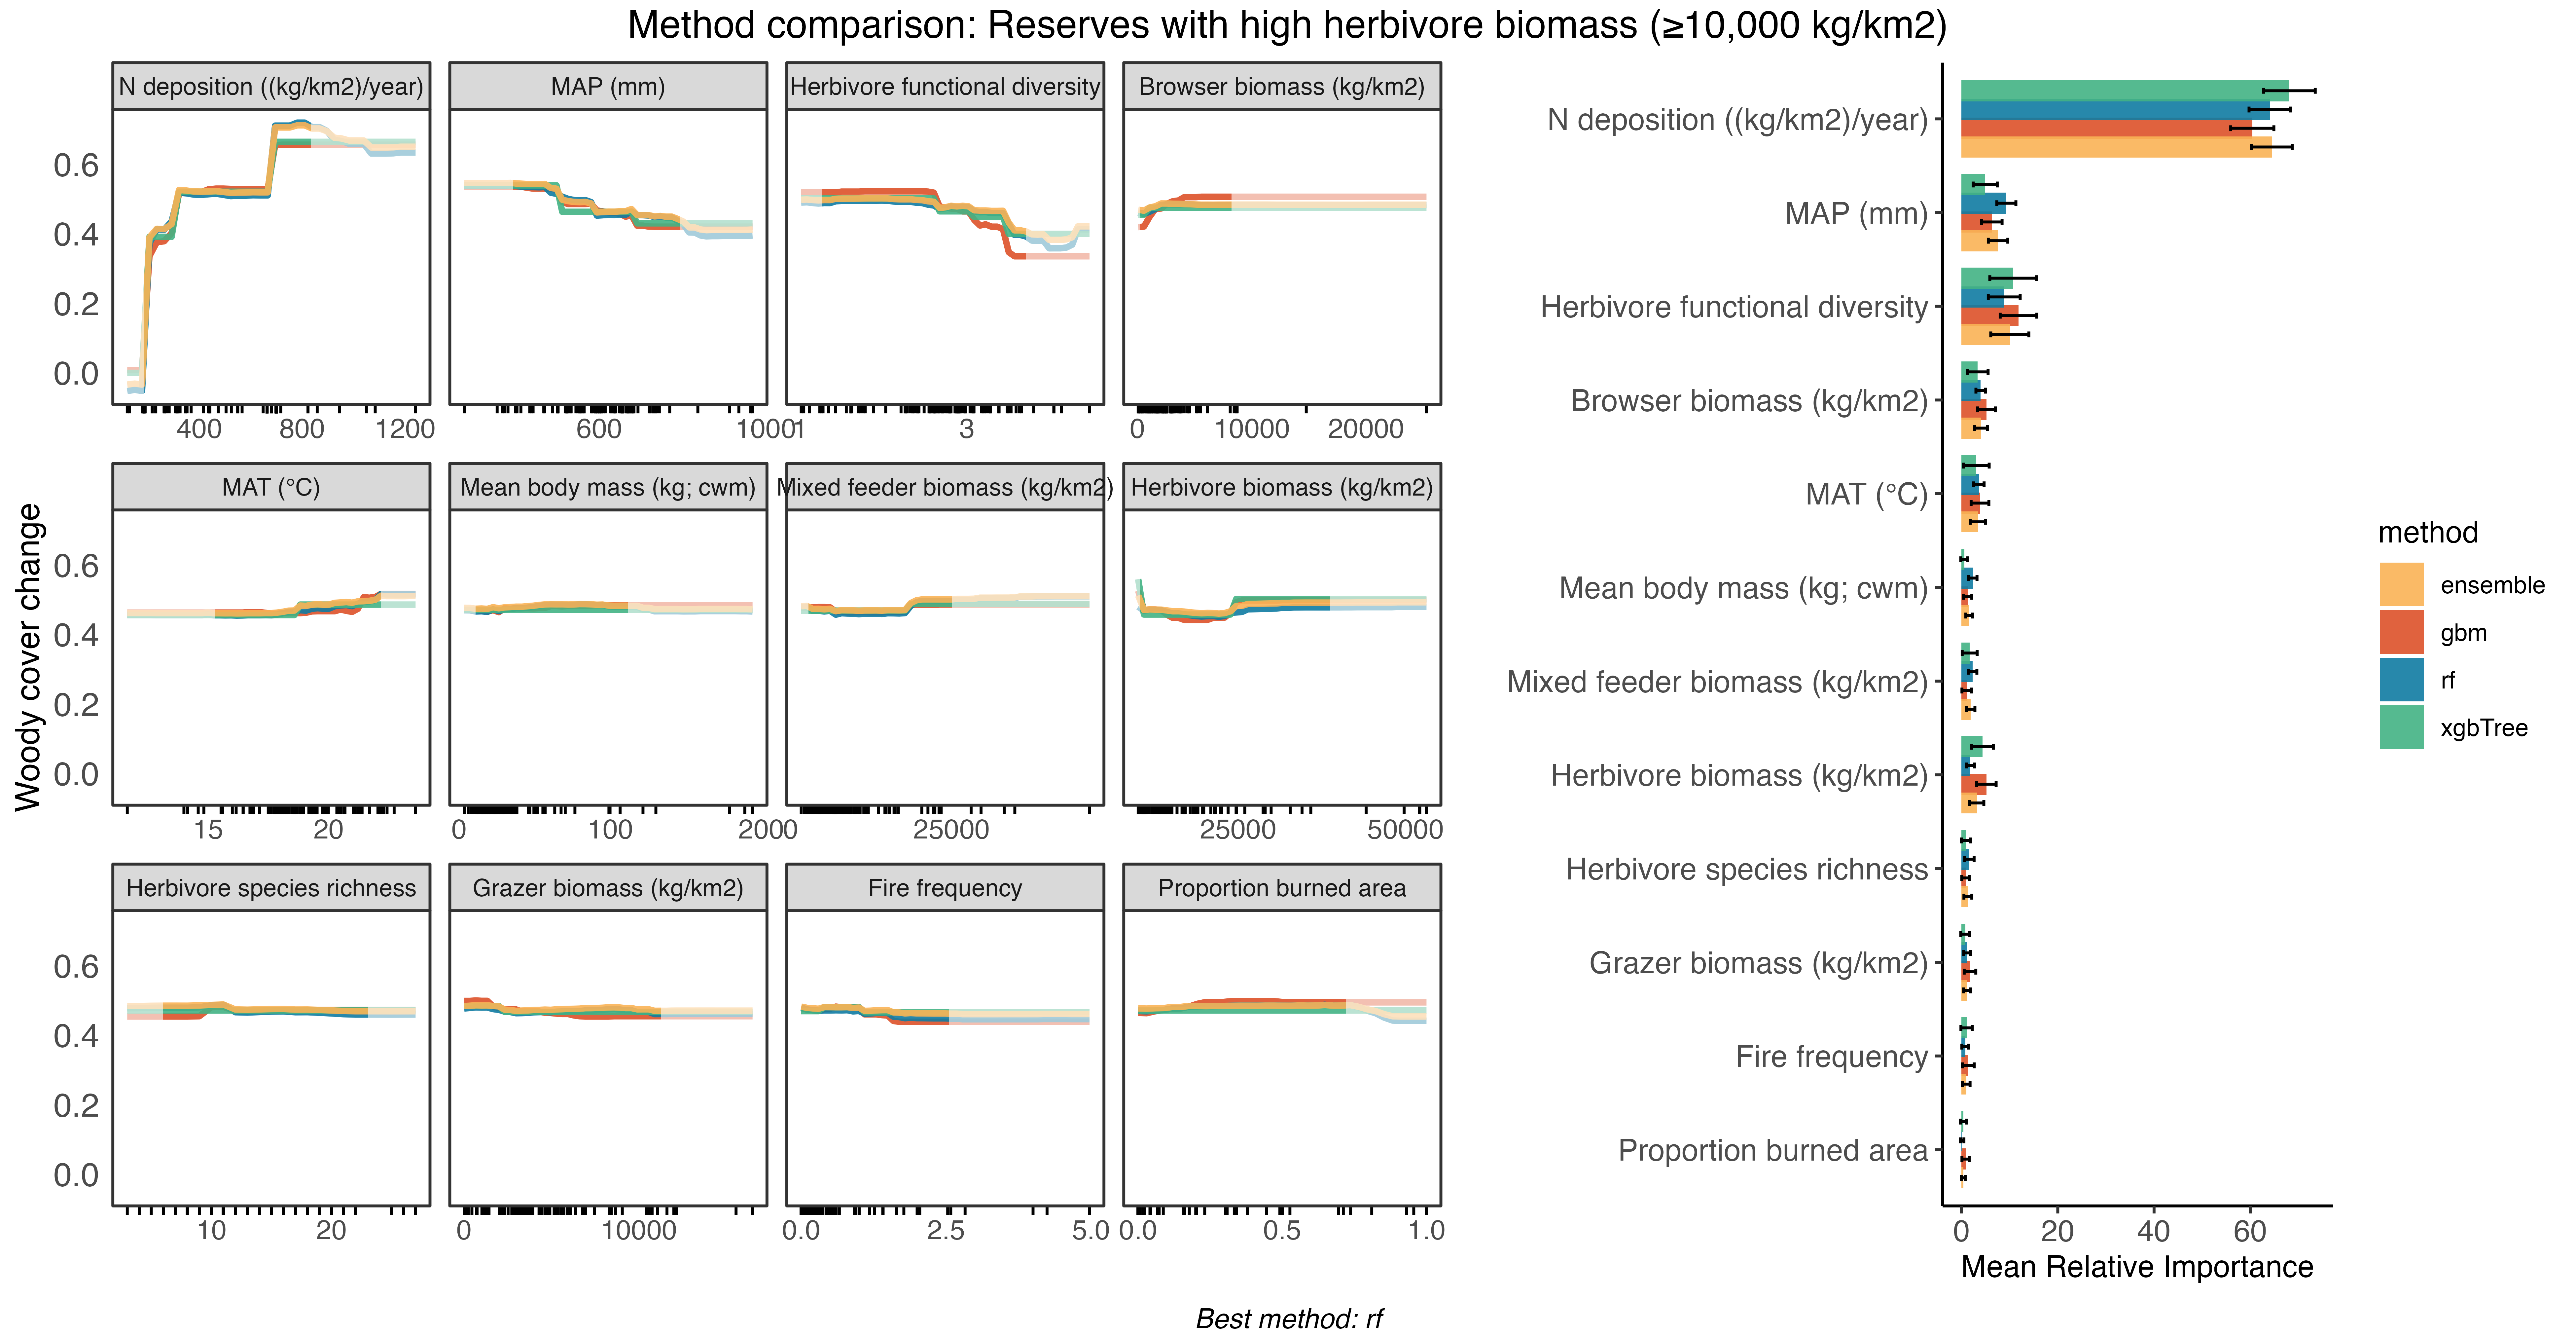 Method comparison: Reserves with high herbivore biomass (≥10,000 kg/km2)
Woody cover change
N deposition ((kg/km2)/year)
MAP (mm)
Herbivore functional diversity
Browser biomass (kg/km2)
0.6
0.4
0.2
0.0
400 800 1200
600 1000
1 3
0 10000 20000
MAT (°C)
Mean body mass (kg; cwm)
Mixed feeder biomass (kg/km2)
Herbivore biomass (kg/km2)
0.6
0.4
0.2
0.0
15 20
0 100 200
0 25000
25000 50000
Herbivore species richness
Grazer biomass (kg/km2)
Fire frequency
Proportion burned area
0.6
0.4
0.2
0.0
10 20
0 10000
0.0 2.5 5.0
0.0 0.5 1.0
N deposition ((kg/km2)/year)
MAP (mm)
Herbivore functional diversity
Browser biomass (kg/km2)
MAT (°C)
Mean body mass (kg; cwm)
Mixed feeder biomass (kg/km2)
Herbivore biomass (kg/km2)
Herbivore species richness
Grazer biomass (kg/km2)
Fire frequency
Proportion burned area
0 20 40 60
Mean Relative Importance
method
ensemble
gbm
rf
xgbTree
Best method: rf